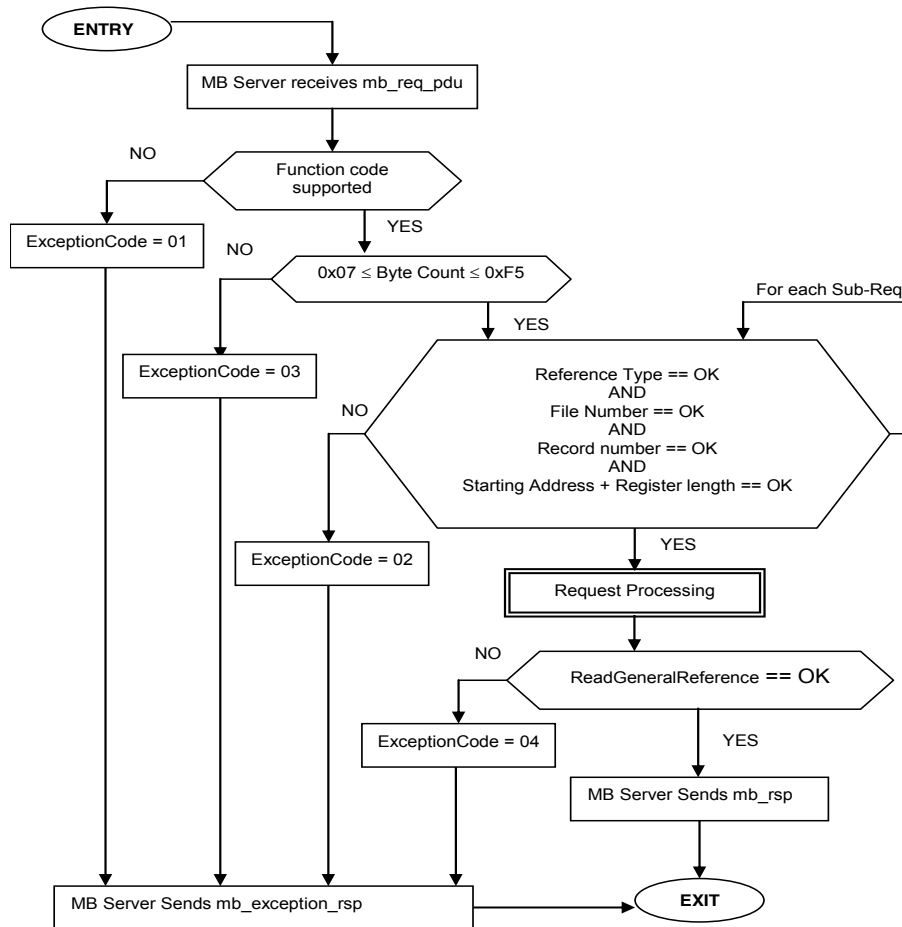 ENTRY
MB Server receives mb_req_pdu
NO
Function code
supported
YES
ExceptionCode = 01
NO
0x07 ≤ Byte Count ≤ 0xF5
For each Sub-Req
YES
ExceptionCode = 03
Reference Type == OK
AND
NO
File Number == OK
AND
Record number == OK
AND
Starting Address + Register length == OK
ExceptionCode = 02
YES
Request Processing
NO
ReadGeneralReference == OK
ExceptionCode = 04
YES
MB Server Sends mb_rsp
MB Server Sends mb_exception_rsp
EXIT